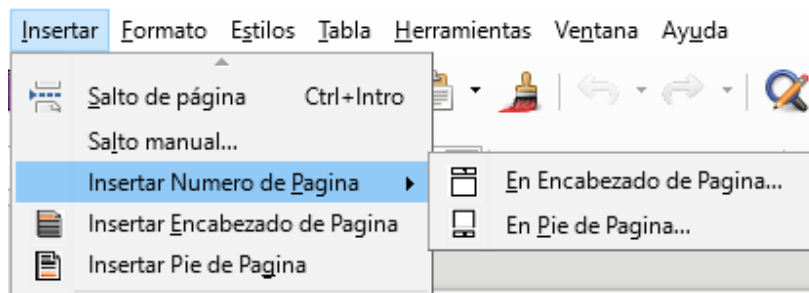 Insertar Formato Estilos Tabla Herramientas Ventana Ayuda
Salto de página Ctrl+Intro
Salto manual...
Insertar Numero de Pagina
En Encabezado de Pagina...
Insertar Encabezado de Pagina
En Pie de Pagina...
Insertar Pie de Pagina